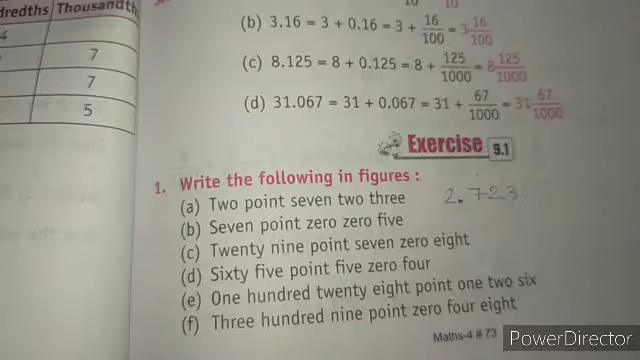 dredths Thousandth
4
7
7
5
10 10
(b) 3.16 = 3 + 0.16 = 3 + 16/100 = 3 16/100
(c) 8.125 = 8 + 0.125 = 8 + 125/1000 = 8 125/1000
(d) 31.067 = 31 + 0.067 = 31 + 67/1000 = 31 67/1000
Exercise 9.1
1. Write the following in figures :
(a) Two point seven two three 2.723
(b) Seven point zero zero five
(c) Twenty nine point seven zero eight
(d) Sixty five point five zero four
(e) One hundred twenty eight point one two six
(f) Three hundred nine point zero four eight
Maths-4 # 73
PowerDirector